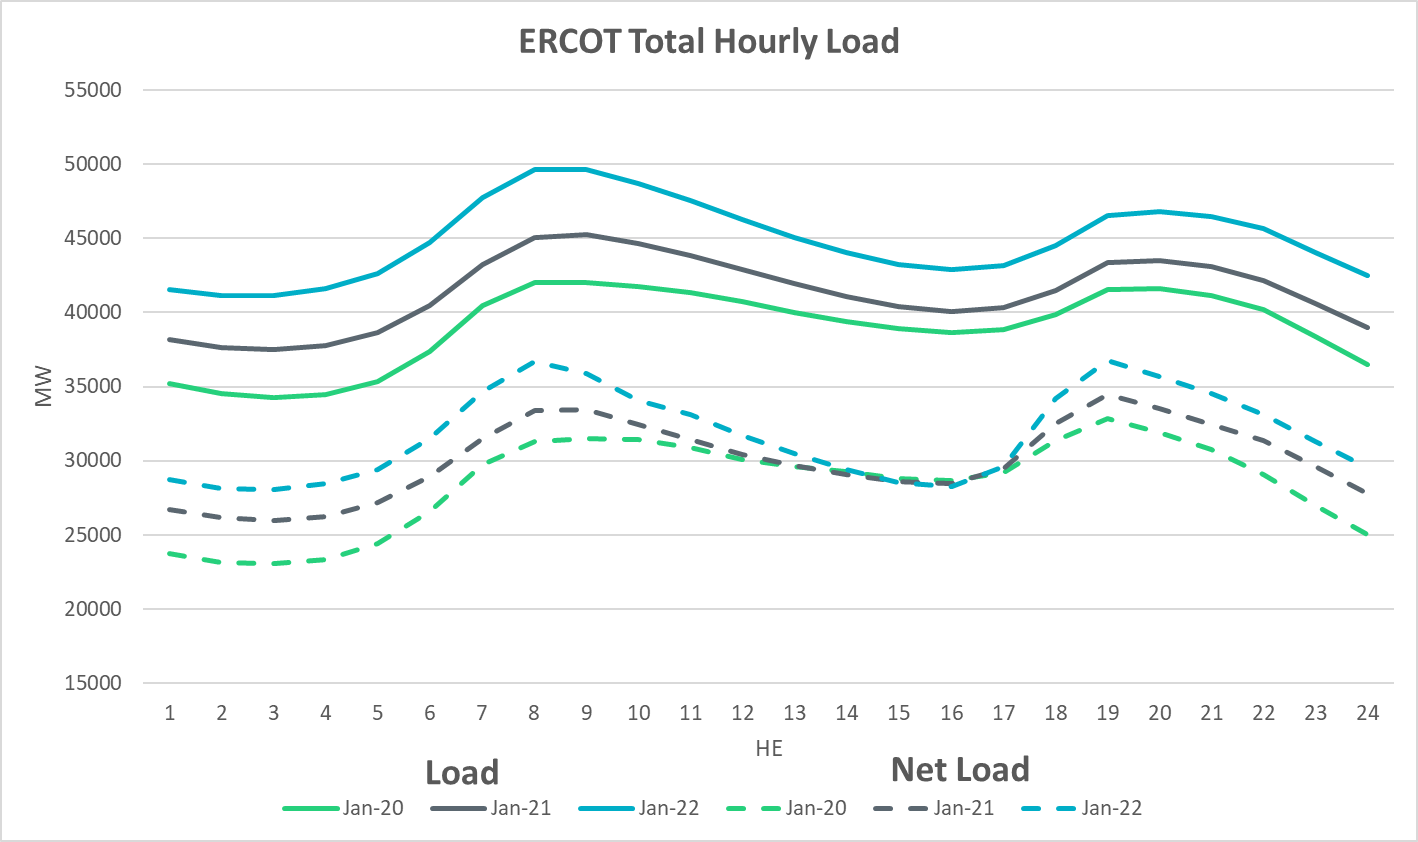 ERCOT Total Hourly Load
55000
50000
45000
40000
35000
30000
25000
20000
15000
MW
1 2 3 4 5 6 7 8 9 10 11 12 13 14 15 16 17 18 19 20 21 22 23 24
HE
Load Net Load
Jan-20 Jan-21 Jan-22 Jan-20 Jan-21 Jan-22